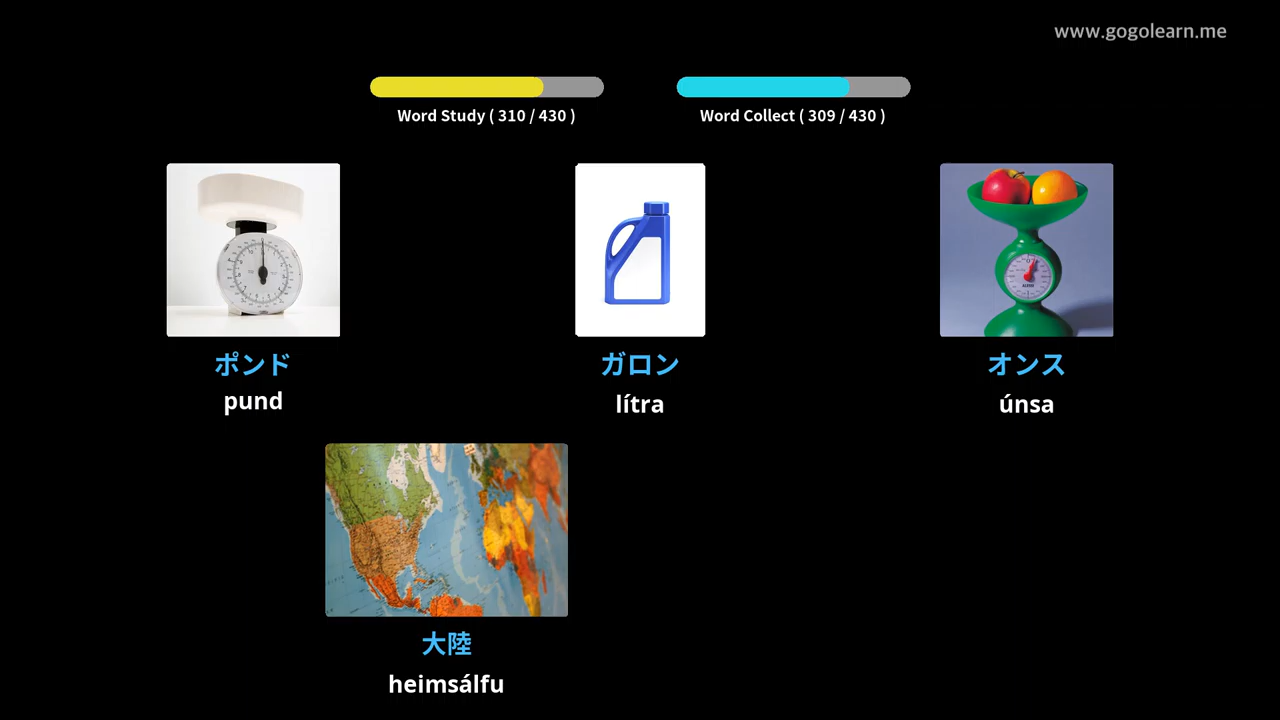 www.gogolearn.me
Word Study ( 310 / 430 )
Word Collect ( 309 / 430 )
ポンド
pund
ガロン
lítra
オンス
únsa
大陸
heimsálfu